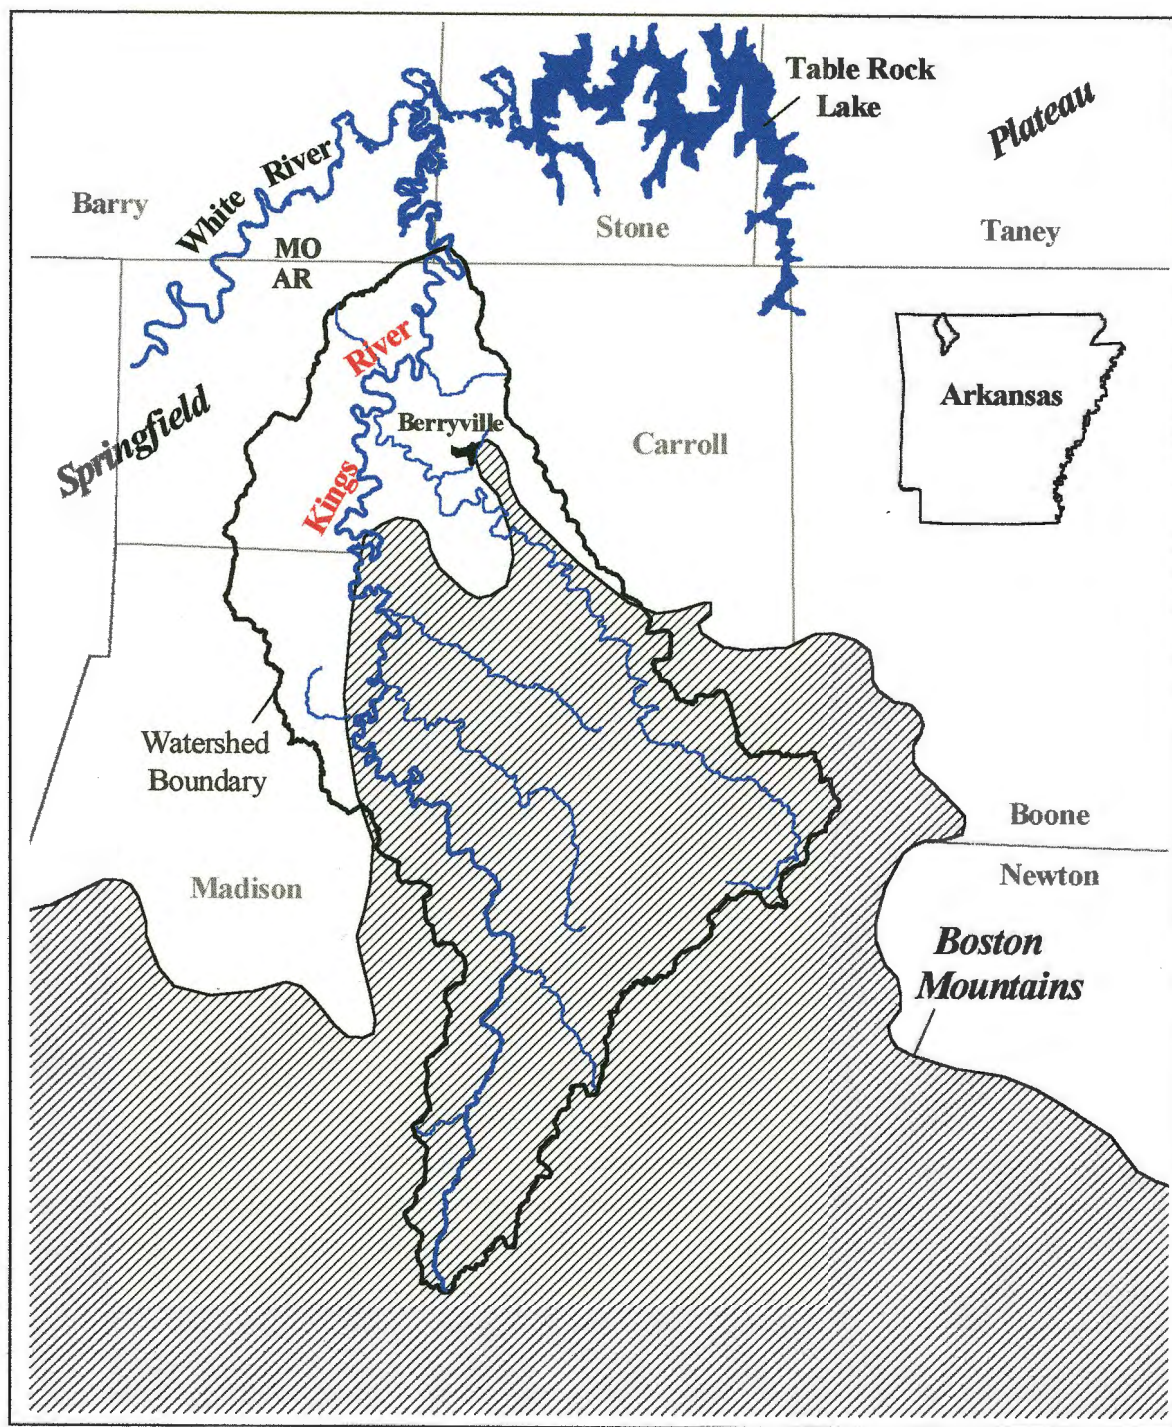 Table Rock
Lake
Plateau
White River
Barry
Stone
Taney
MO
AR
Kings River
Springfield
Berryville
Carroll
Arkansas
Watershed
Boundary
Boone
Newton
Madison
Boston
Mountains